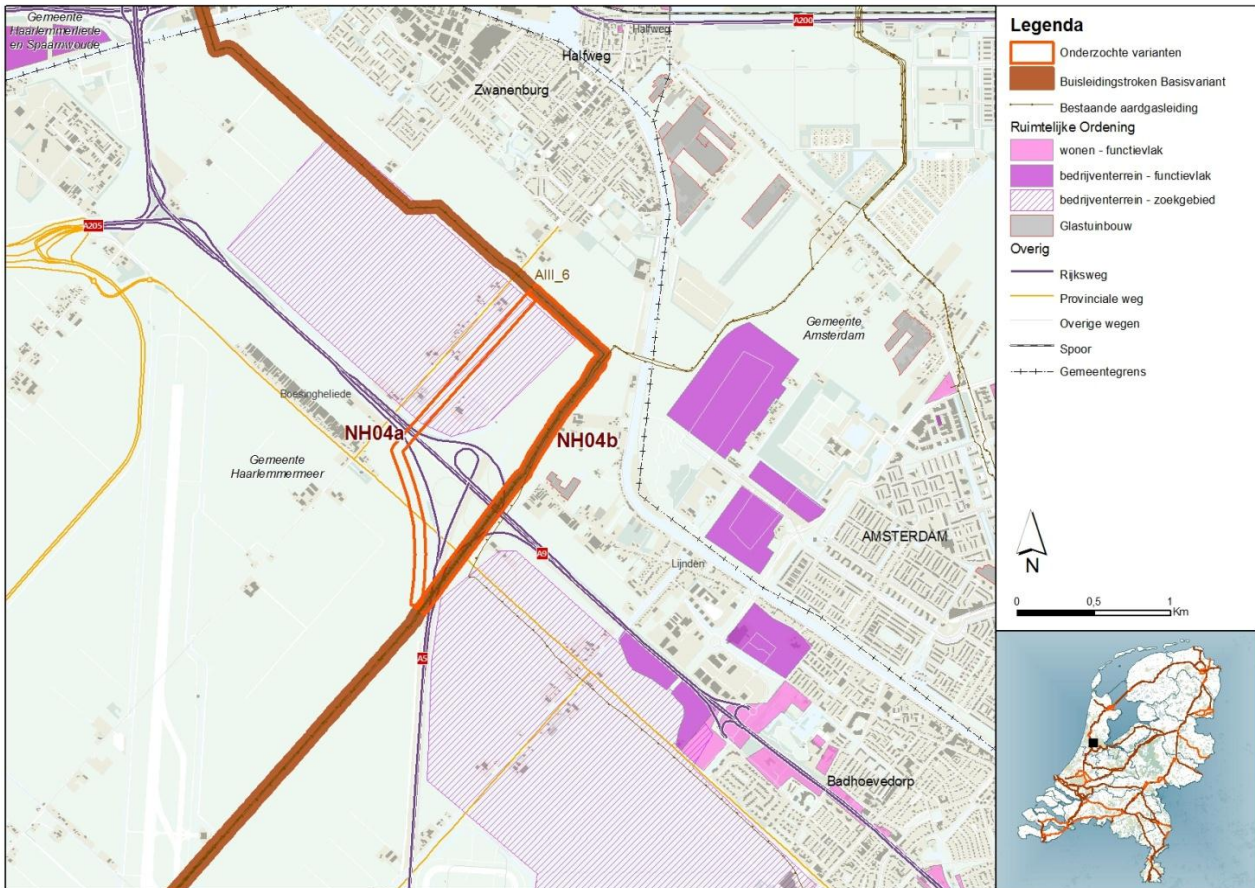 Gemeente
Haarlemmerliede
en Spaarnwoude
A200
Halfweg
Halfweg
Zwanenburg
A205
AIII_6
Gemeente
Amsterdam
Boesingheliede
NH04a
NH04b
Gemeente
Haarlemmermeer
AMSTERDAM
A9
Lijnden
A5
Badhoevedorp
Legenda
Onderzochte varianten
Buisleidingstroken Basisvariant
Bestaande aardgasleiding
Ruimtelijke Ordening
wonen - functievlak
bedrijventerrein - functievlak
bedrijventerrein - zoekgebied
Glastuinbouw
Overig
Rijksweg
Provinciale weg
Overige wegen
Spoor
Gemeentegrens
N
0 0,5 1
Km